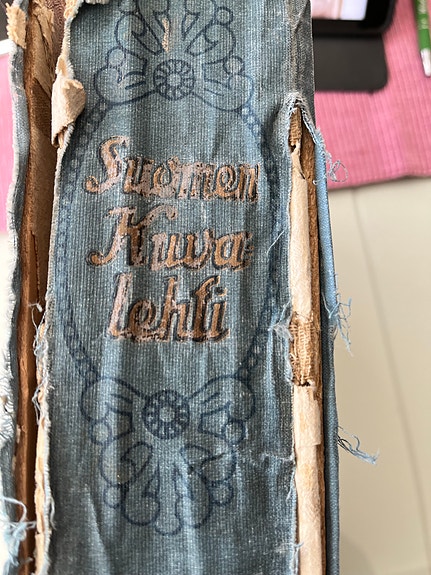 Suomen
Kuva-
lehti